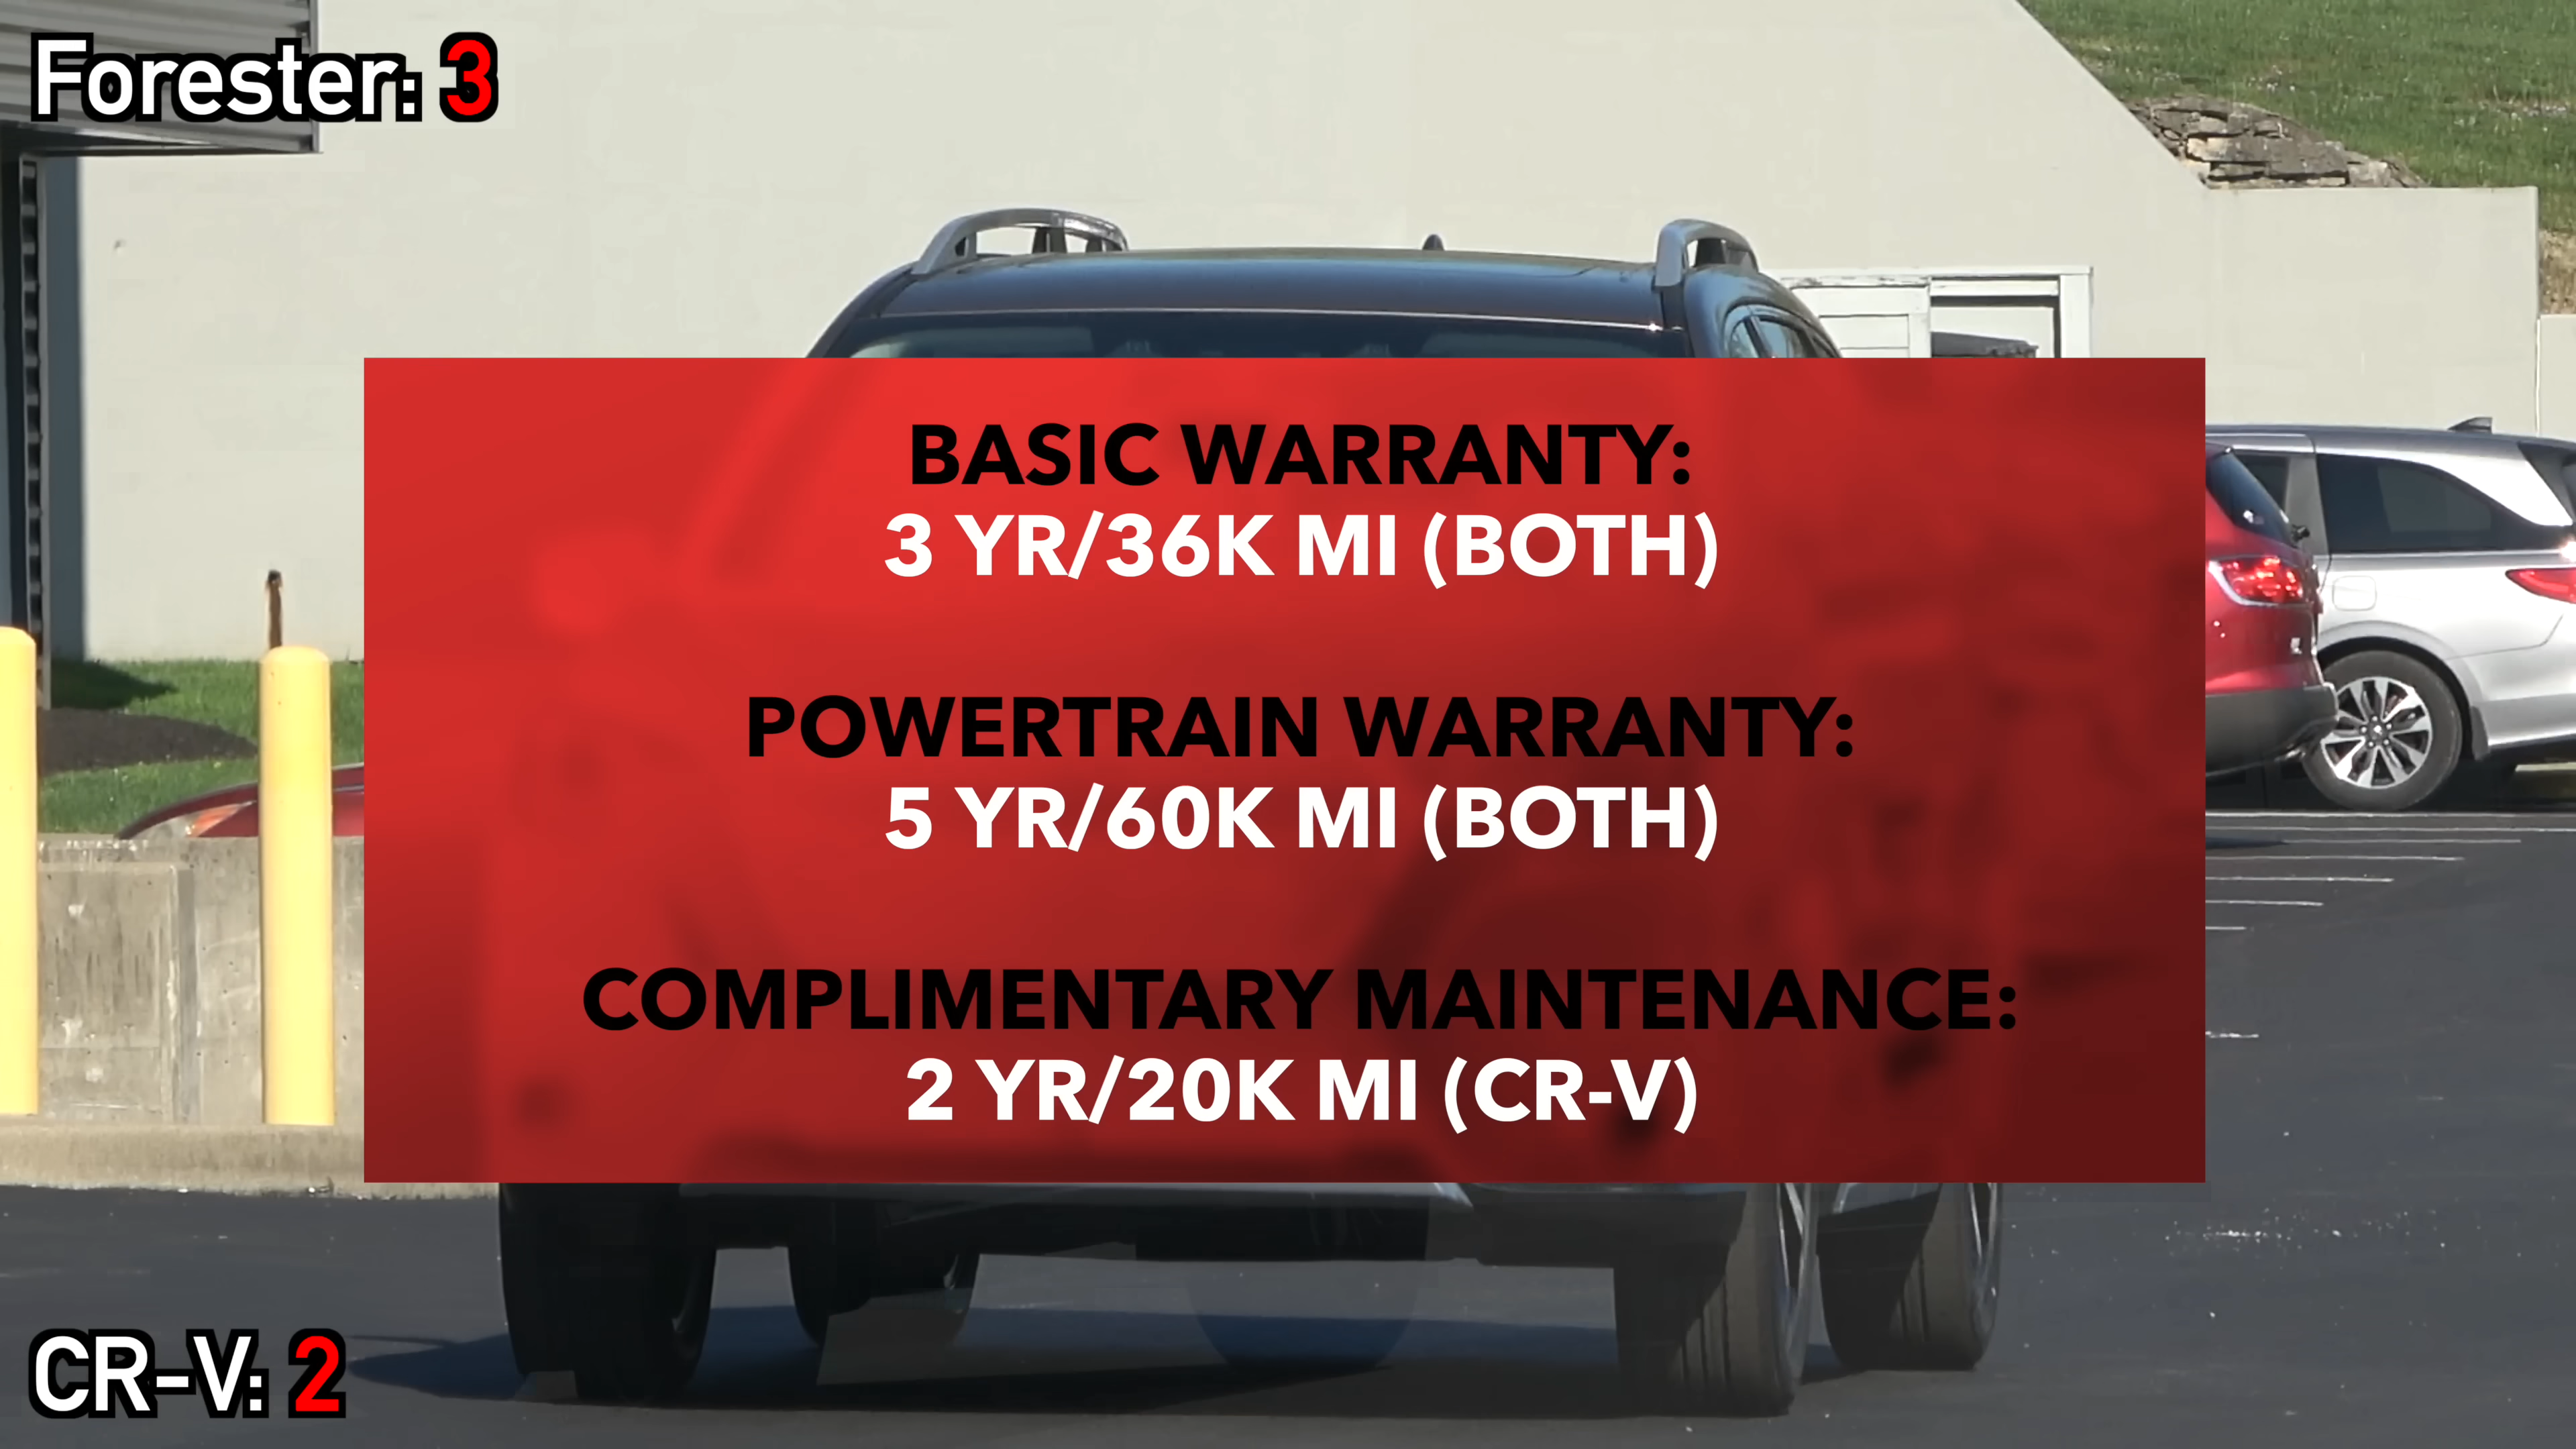 Forester: 3
BASIC WARRANTY:
3 YR/36K MI (BOTH)
POWERTRAIN WARRANTY:
5 YR/60K MI (BOTH)
COMPLIMENTARY MAINTENANCE:
2 YR/20K MI (CR-V)
CR-V: 2